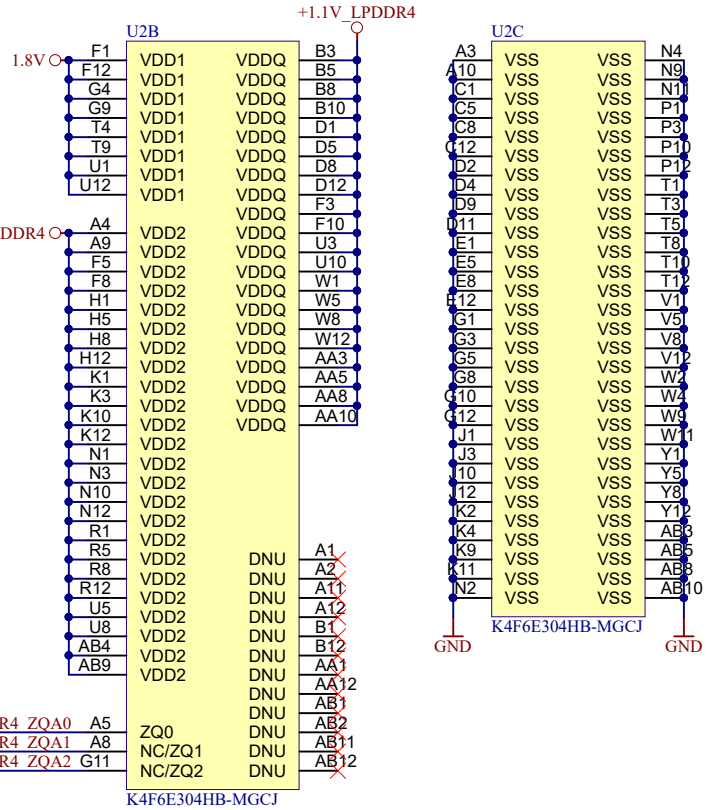 +1.1V_LPDDR4
U2B
1.8V F1 VDD1 VDDQ B3
F12 VDD1 VDDQ B5
G4 VDD1 VDDQ B8
G9 VDD1 VDDQ B10
T4 VDD1 VDDQ D1
T9 VDD1 VDDQ D5
U1 VDD1 VDDQ D8
U12 VDD1 VDDQ D12
VDDQ F3
DDR4 A4 VDD2 VDDQ F10
A9 VDD2 VDDQ U3
F5 VDD2 VDDQ U10
F8 VDD2 VDDQ W1
H1 VDD2 VDDQ W5
H5 VDD2 VDDQ W8
H8 VDD2 VDDQ W12
H12 VDD2 VDDQ AA3
K1 VDD2 VDDQ AA5
K3 VDD2 VDDQ AA8
K10 VDD2 VDDQ AA10
K12 VDD2
N1 VDD2
N3 VDD2
N10 VDD2
N12 VDD2
R1 VDD2
R5 VDD2 DNU A1
R8 VDD2 DNU A2
R12 VDD2 DNU A11
U5 VDD2 DNU A12
U8 VDD2 DNU B1
AB4 VDD2 DNU B12
AB9 VDD2 DNU AA1
DNU AA12
DNU AB1
R4_ZQA0 A5 ZQ0 DNU AB2
R4_ZQA1 A8 NC/ZQ1 DNU AB11
R4_ZQA2 G11 NC/ZQ2 DNU AB12
K4F6E304HB-MGCJ
U2C
A3 VSS VSS N4
A10 VSS VSS N9
C1 VSS VSS N11
C5 VSS VSS P1
C8 VSS VSS P3
C12 VSS VSS P10
D2 VSS VSS P12
D4 VSS VSS T1
D9 VSS VSS T3
D11 VSS VSS T5
E1 VSS VSS T8
E5 VSS VSS T10
E8 VSS VSS T12
E12 VSS VSS V1
G1 VSS VSS V5
G3 VSS VSS V8
G5 VSS VSS V12
G8 VSS VSS W2
G10 VSS VSS W4
G12 VSS VSS W9
J1 VSS VSS W11
J3 VSS VSS Y1
J10 VSS VSS Y5
J12 VSS VSS Y8
K2 VSS VSS Y12
K4 VSS VSS AB3
K9 VSS VSS AB5
K11 VSS VSS AB8
N2 VSS VSS AB10
K4F6E304HB-MGCJ
GND GND